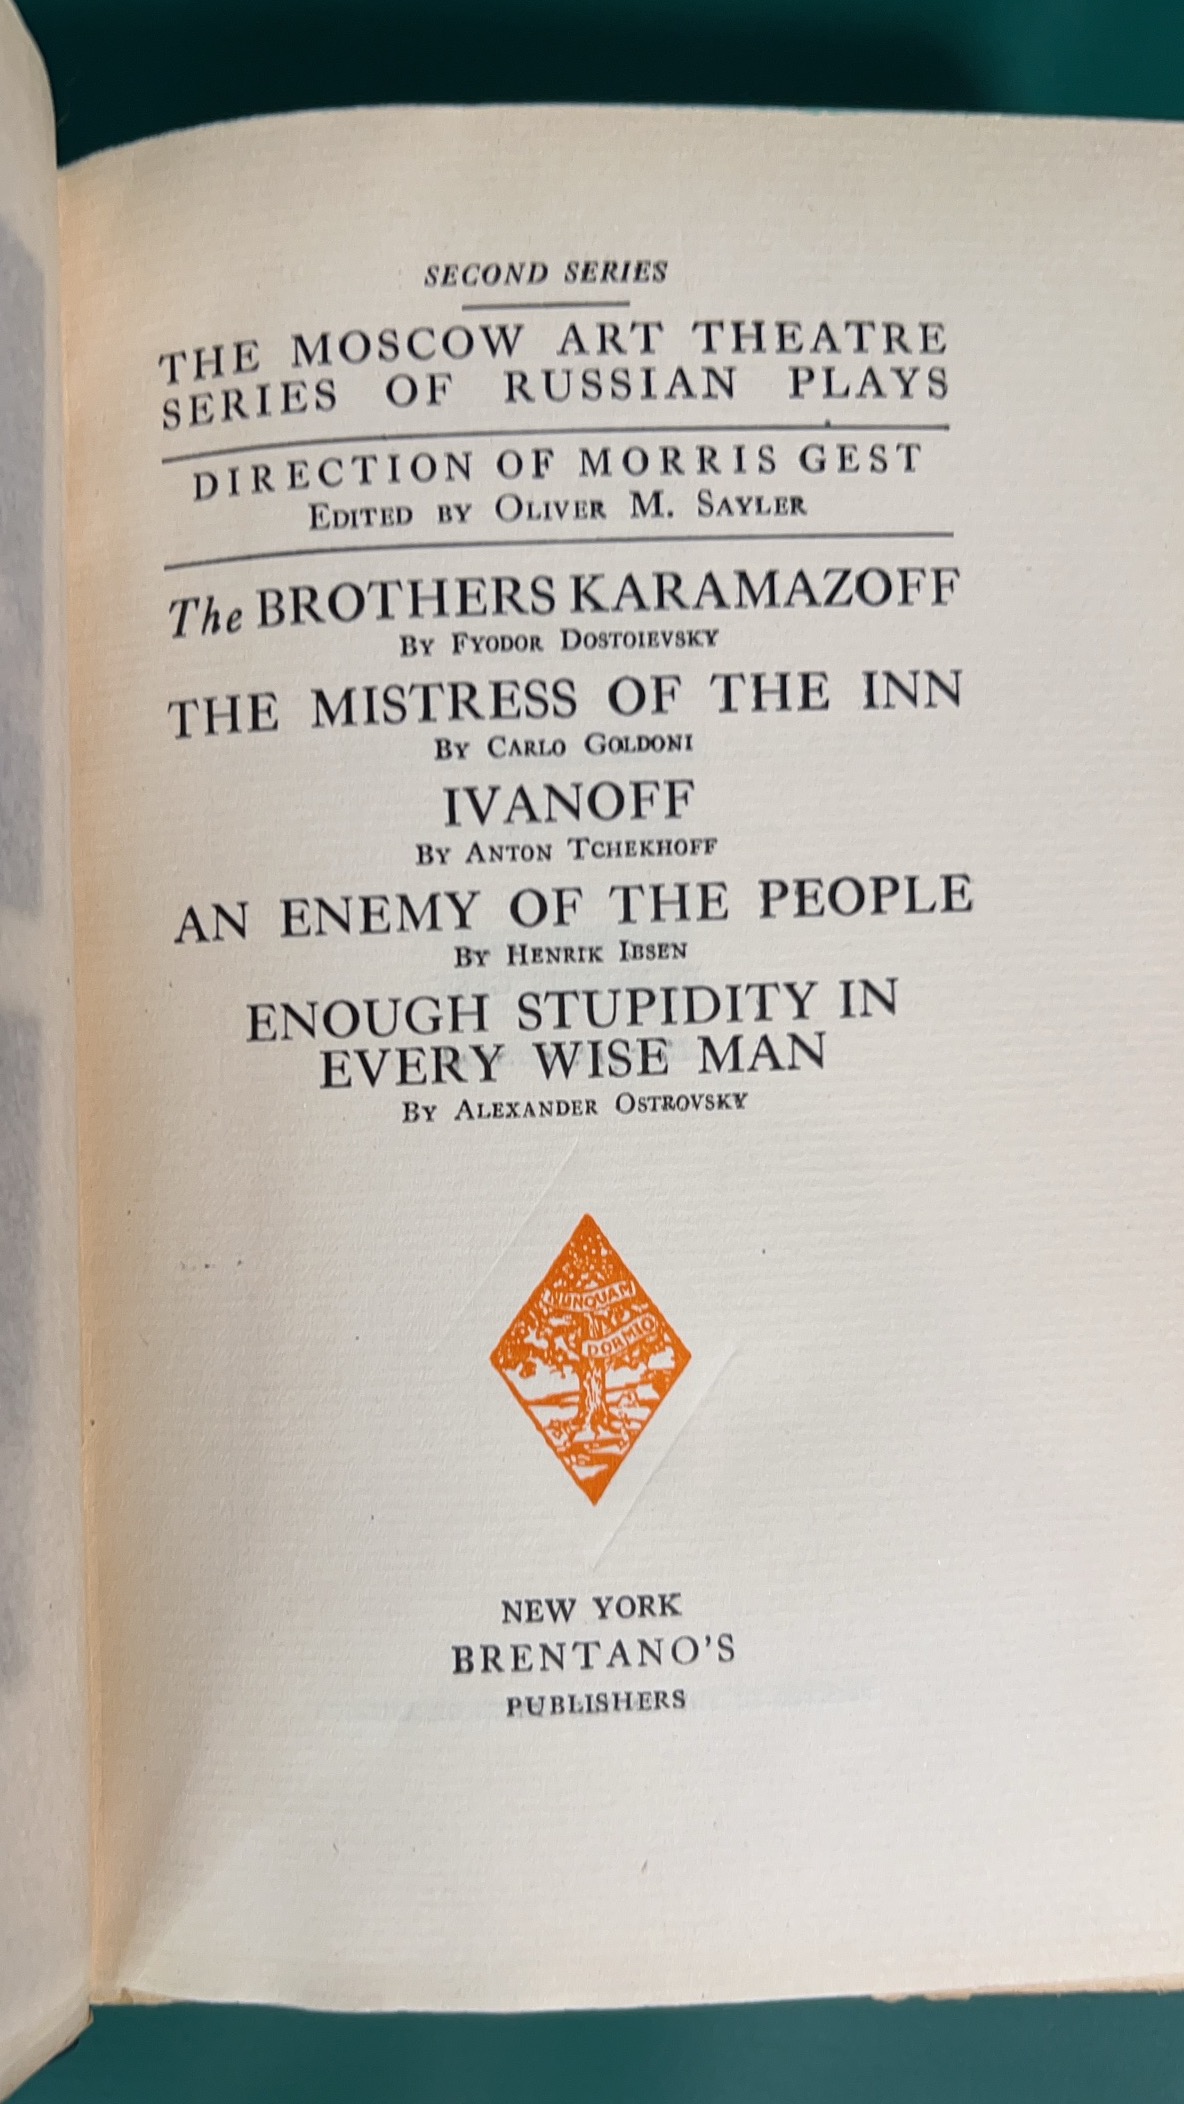 SECOND SERIES
THE MOSCOW ART THEATRE
SERIES OF RUSSIAN PLAYS
DIRECTION OF MORRIS GEST
EDITED BY OLIVER M. SAYLER
The BROTHERS KARAMAZOFF
BY FYODOR DOSTOIEVSKY
THE MISTRESS OF THE INN
BY CARLO GOLDONI
IVANOFF
BY ANTON TCHEKHOFF
AN ENEMY OF THE PEOPLE
BY HENRIK IBSEN
ENOUGH STUPIDITY IN
EVERY WISE MAN
BY ALEXANDER OSTROVSKY
NUNQUAM
DORMIO
NEW YORK
BRENTANO'S
PUBLISHERS